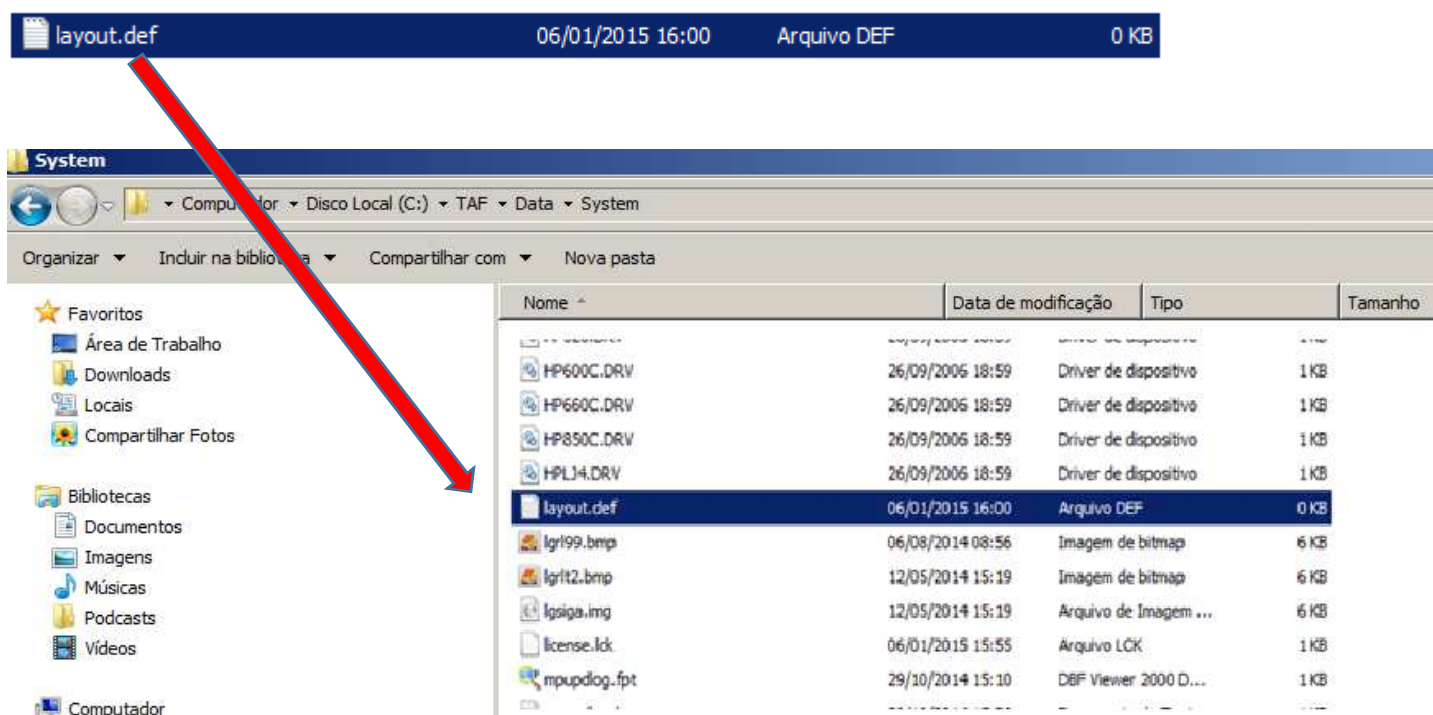 layout.def 06/01/2015 16:00 Arquivo DEF 0 KB
System
Computador Disco Local (C:) TAF Data System
Organizar Incluir na biblioteca Compartilhar com Nova pasta
Nome Data de modificação Tipo Tamanho
Favoritos
Área de Trabalho
Downloads
Locais
Compartilhar Fotos
Bibliotecas
Documentos
Imagens
Músicas
Podcasts
Vídeos
Computador
HP600C.DRV 26/09/2006 18:59 Driver de dispositivo 1 KB
HP660C.DRV 26/09/2006 18:59 Driver de dispositivo 1 KB
HP850C.DRV 26/09/2006 18:59 Driver de dispositivo 1 KB
HPLJ4.DRV 26/09/2006 18:59 Driver de dispositivo 1 KB
layout.def 06/01/2015 16:00 Arquivo DEF 0 KB
lgrl99.bmp 06/08/2014 08:56 Imagem de bitmap 6 KB
lgrlt2.bmp 12/05/2014 15:19 Imagem de bitmap 6 KB
lgsiga.img 12/05/2014 15:19 Arquivo de Imagem ... 6 KB
license.lck 06/01/2015 15:55 Arquivo LCK 1 KB
mpupdlog.fpt 29/10/2014 15:10 DBF Viewer 2000 D... 1 KB